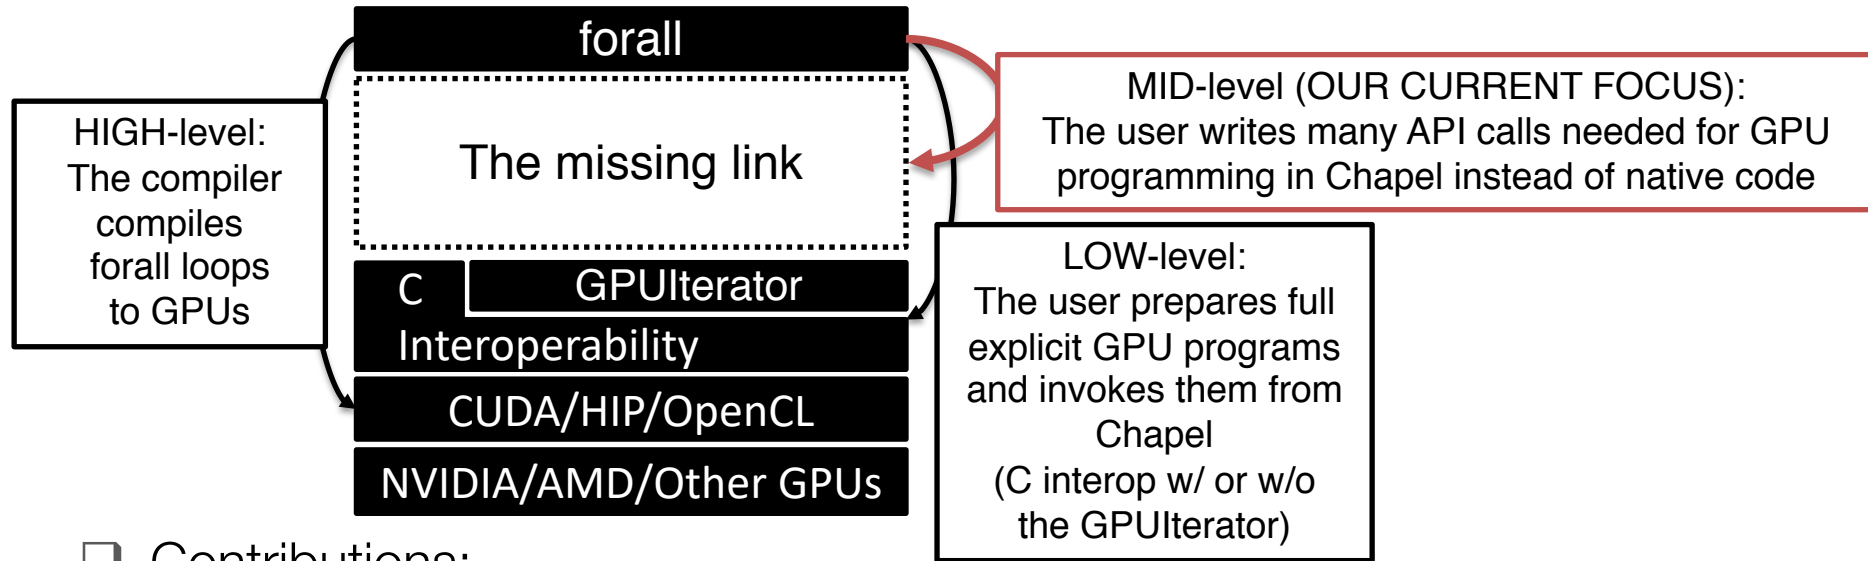 forall
HIGH-level:
The compiler
compiles
forall loops
to GPUs
The missing link
MID-level (OUR CURRENT FOCUS):
The user writes many API calls needed for GPU
programming in Chapel instead of native code
C
GPUIterator
Interoperability
CUDA/HIP/OpenCL
NVIDIA/AMD/Other GPUs
LOW-level:
The user prepares full
explicit GPU programs
and invokes them from
Chapel
(C interop w/ or w/o
the GPUIterator)
Contributions: